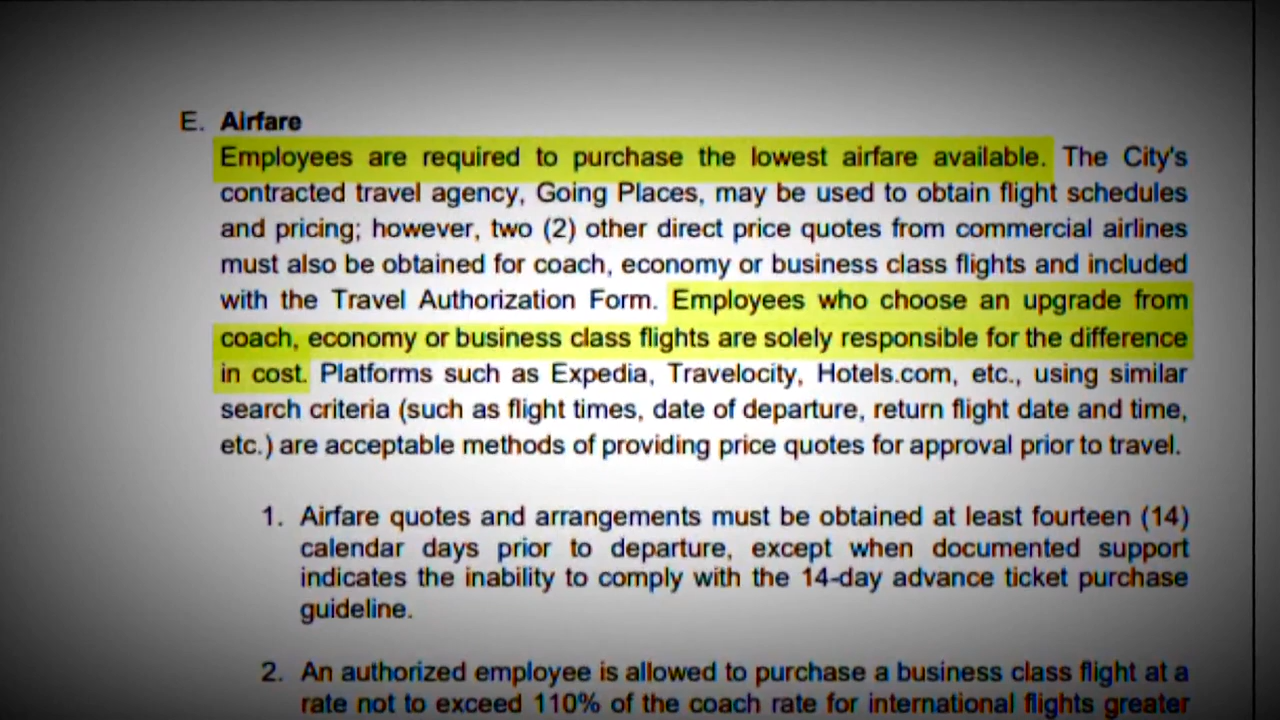 E. Airfare
Employees are required to purchase the lowest airfare available. The City's
contracted travel agency, Going Places, may be used to obtain flight schedules
and pricing; however, two (2) other direct price quotes from commercial airlines
must also be obtained for coach, economy or business class flights and included
with the Travel Authorization Form. Employees who choose an upgrade from
coach, economy or business class flights are solely responsible for the difference
in cost. Platforms such as Expedia, Travelocity, Hotels.com, etc., using similar
search criteria (such as flight times, date of departure, return flight date and time,
etc.) are acceptable methods of providing price quotes for approval prior to travel.
1. Airfare quotes and arrangements must be obtained at least fourteen (14)
calendar days prior to departure, except when documented support
indicates the inability to comply with the 14-day advance ticket purchase
guideline.
2. An authorized employee is allowed to purchase a business class flight at a
rate not to exceed 110% of the coach rate for international flights greater